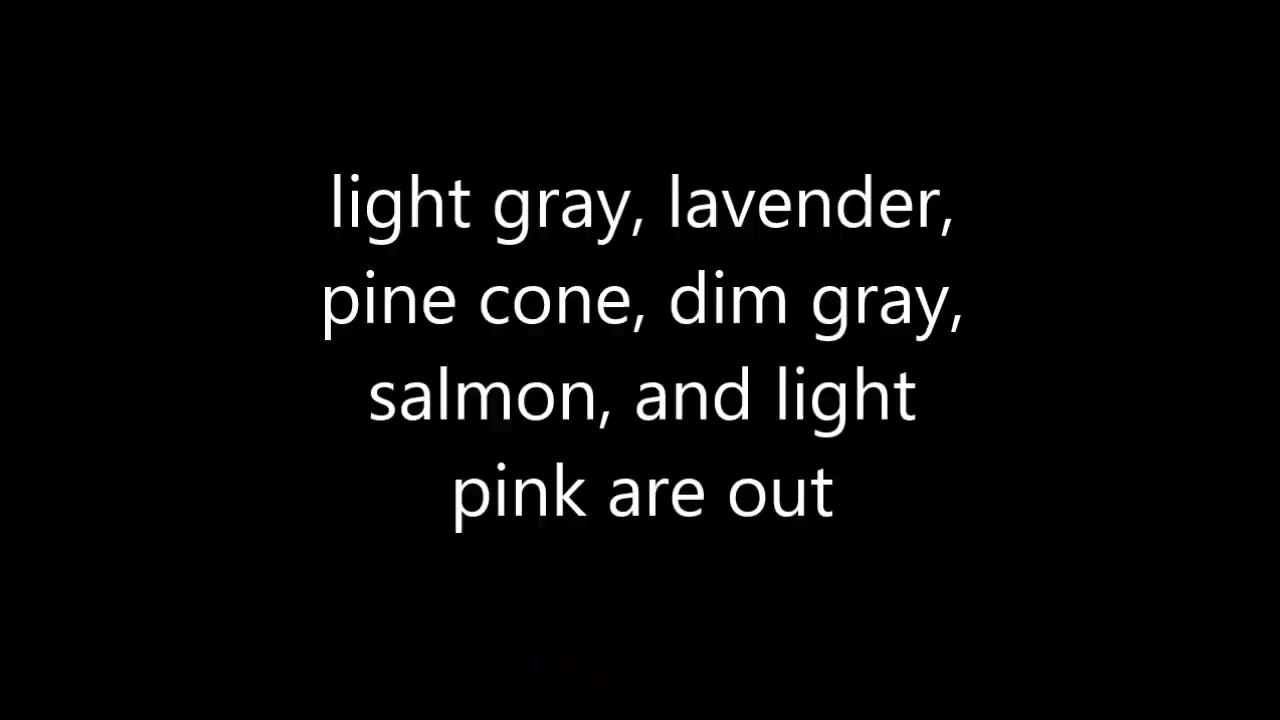 light gray, lavender,
pine cone, dim gray,
salmon, and light
pink are out